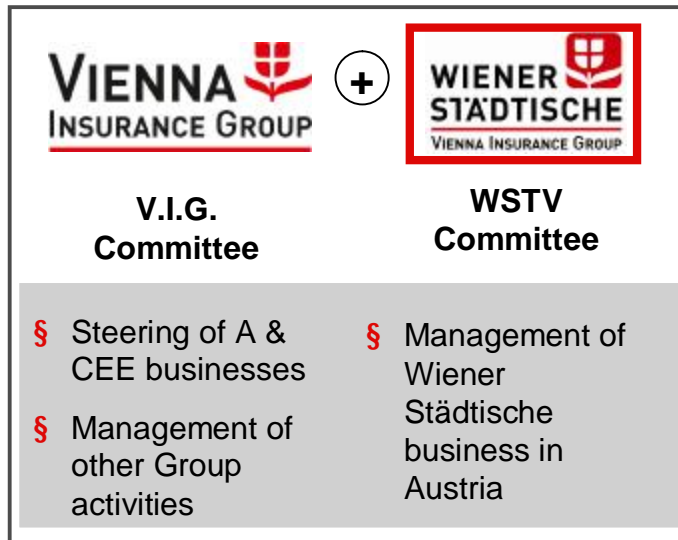 VIENNA
INSURANCE GROUP
+
WIENER
STÄDTISCHE
VIENNA INSURANCE GROUP
V.I.G.
Committee
WSTV
Committee
§ Steering of A &
CEE businesses
§ Management of
other Group
activities
§ Management of
Wiener
Städtische
business in
Austria